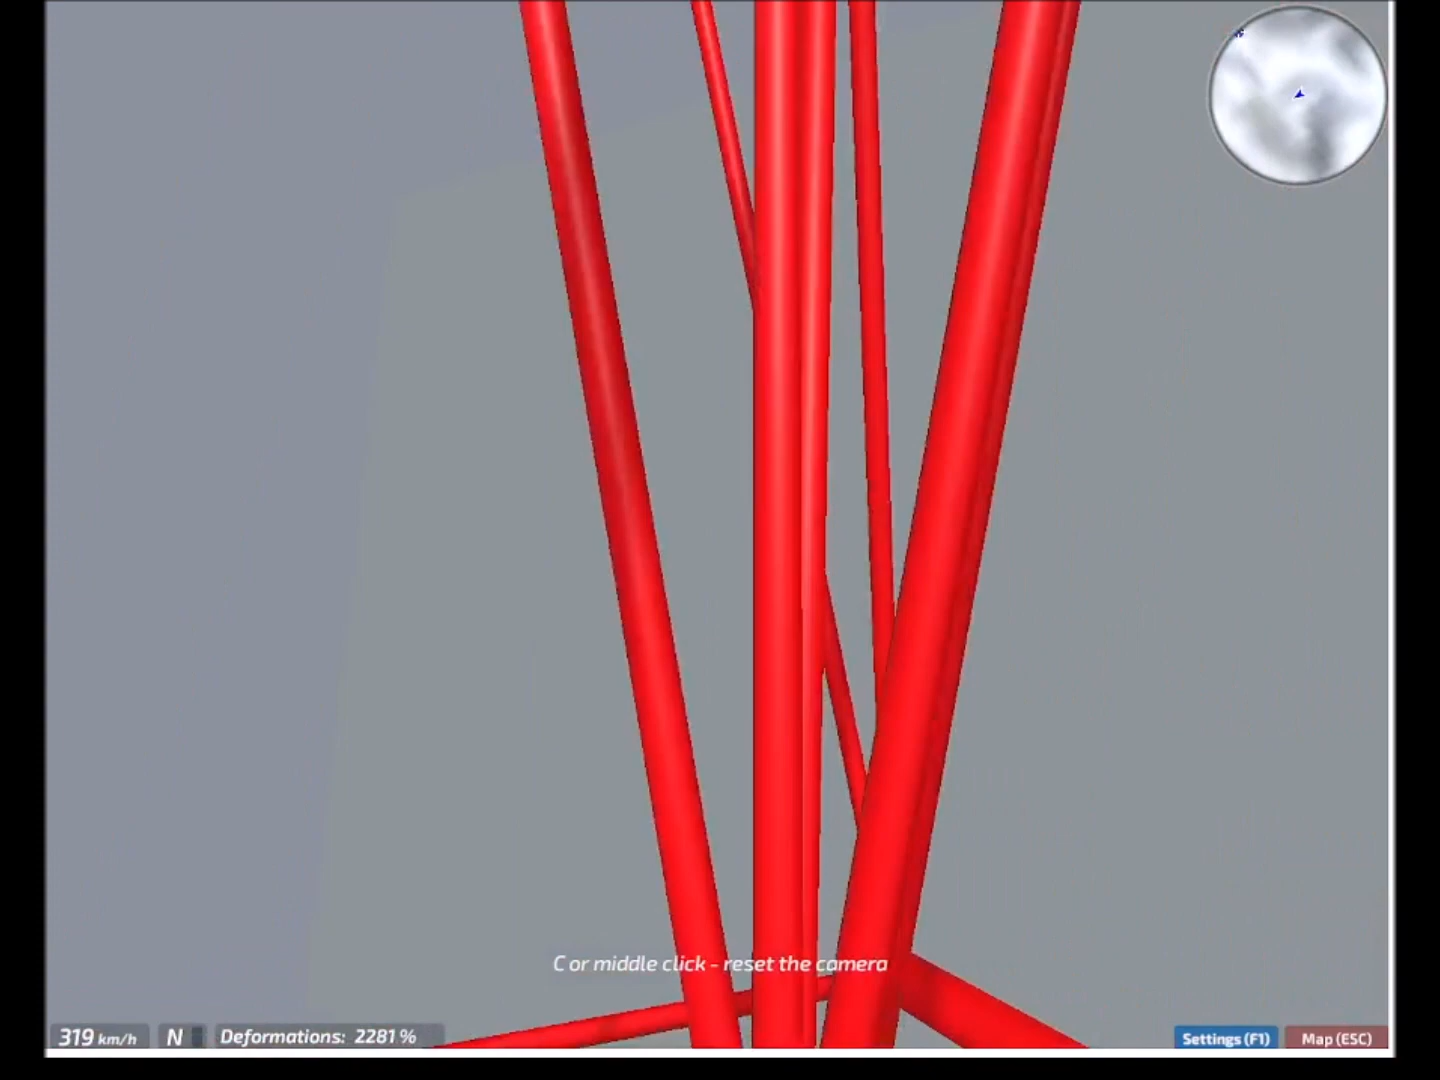 C or middle click - reset the camera
319 km/h N Deformations: 2281 % Settings (F1) Map (ESC)